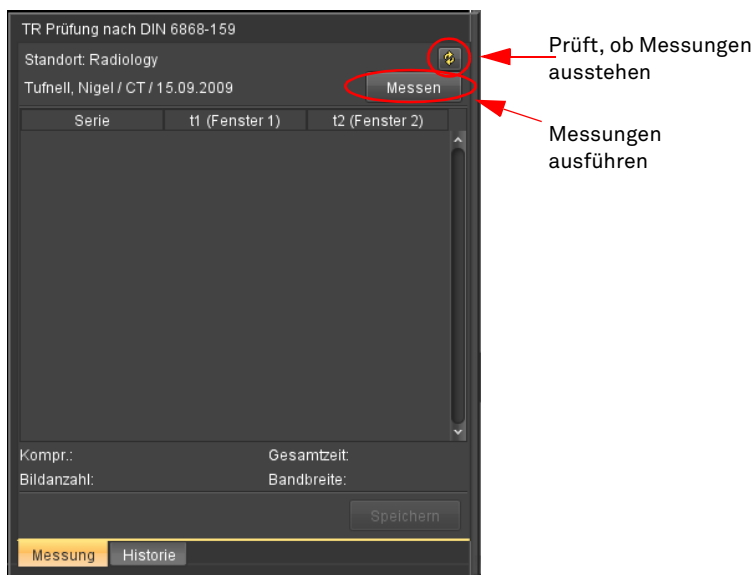 TR Prüfung nach DIN 6868-159
Standort: Radiology
Tufnell, Nigel / CT / 15.09.2009
Messen
Prüft, ob Messungen
ausstehen
Messungen
ausführen
Serie t1 (Fenster 1) t2 (Fenster 2)
Kompr.: Gesamtzeit:
Bildanzahl: Bandbreite:
Speichern
Messung Historie